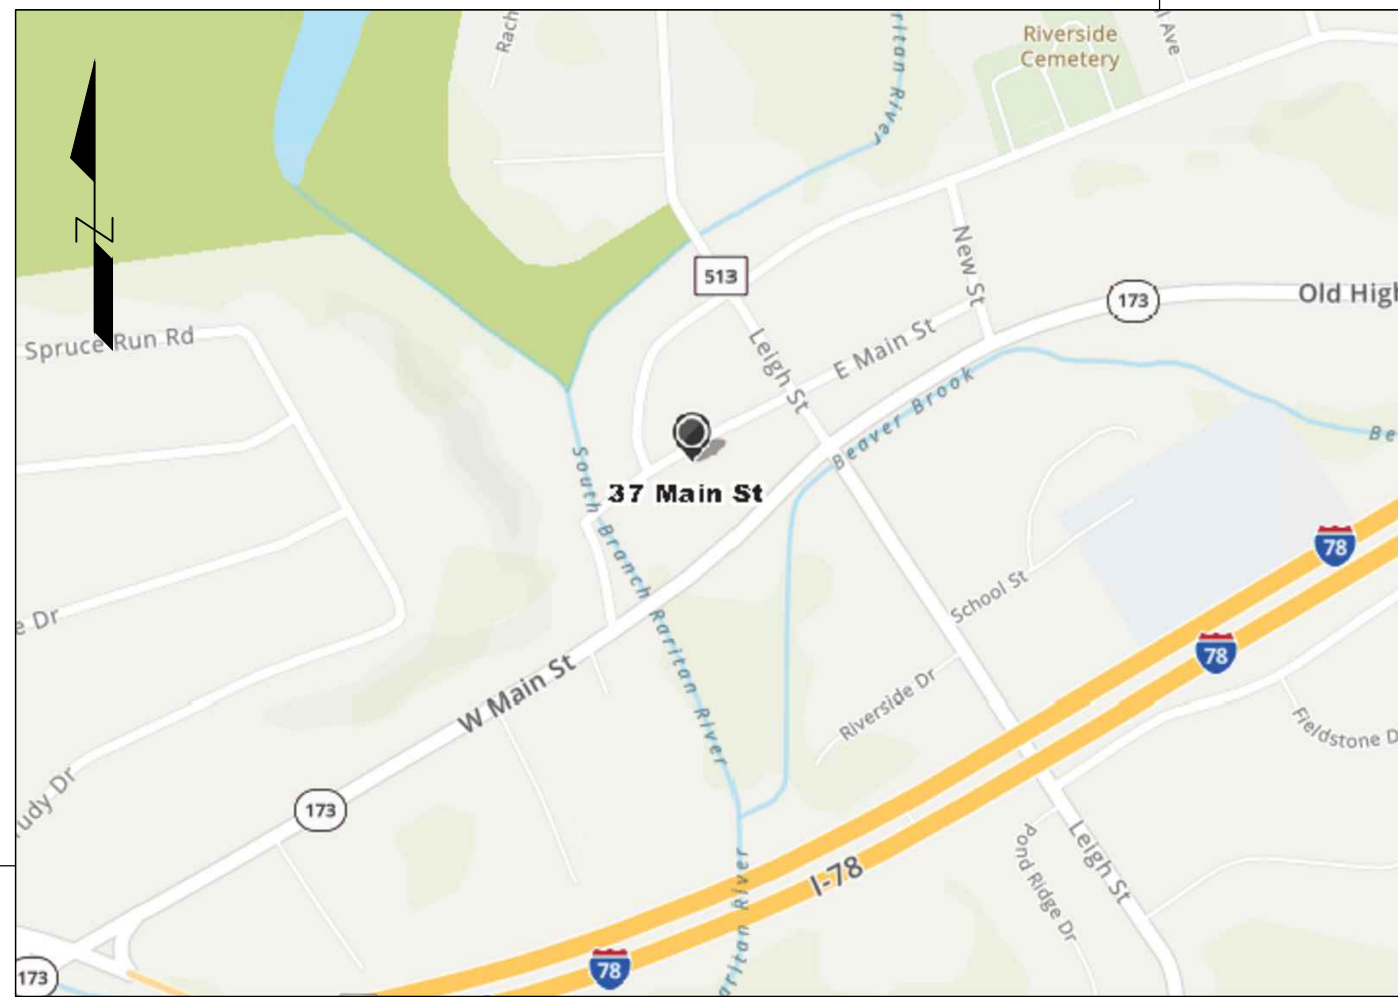 Rach
ritan River
Riverside
Cemetery
l Ave
Z
513
New St
173
Old High
Spruce Run Rd
Leigh St
E Main St
Beaver Brook
Be
South Branch Raritan River
37 Main St
78
School St
e Dr
78
W Main St
Riverside Dr
Fieldstone D
udy Dr
173
I-78
Pond Ridge Dr
Leigh St
aritan River
173
78